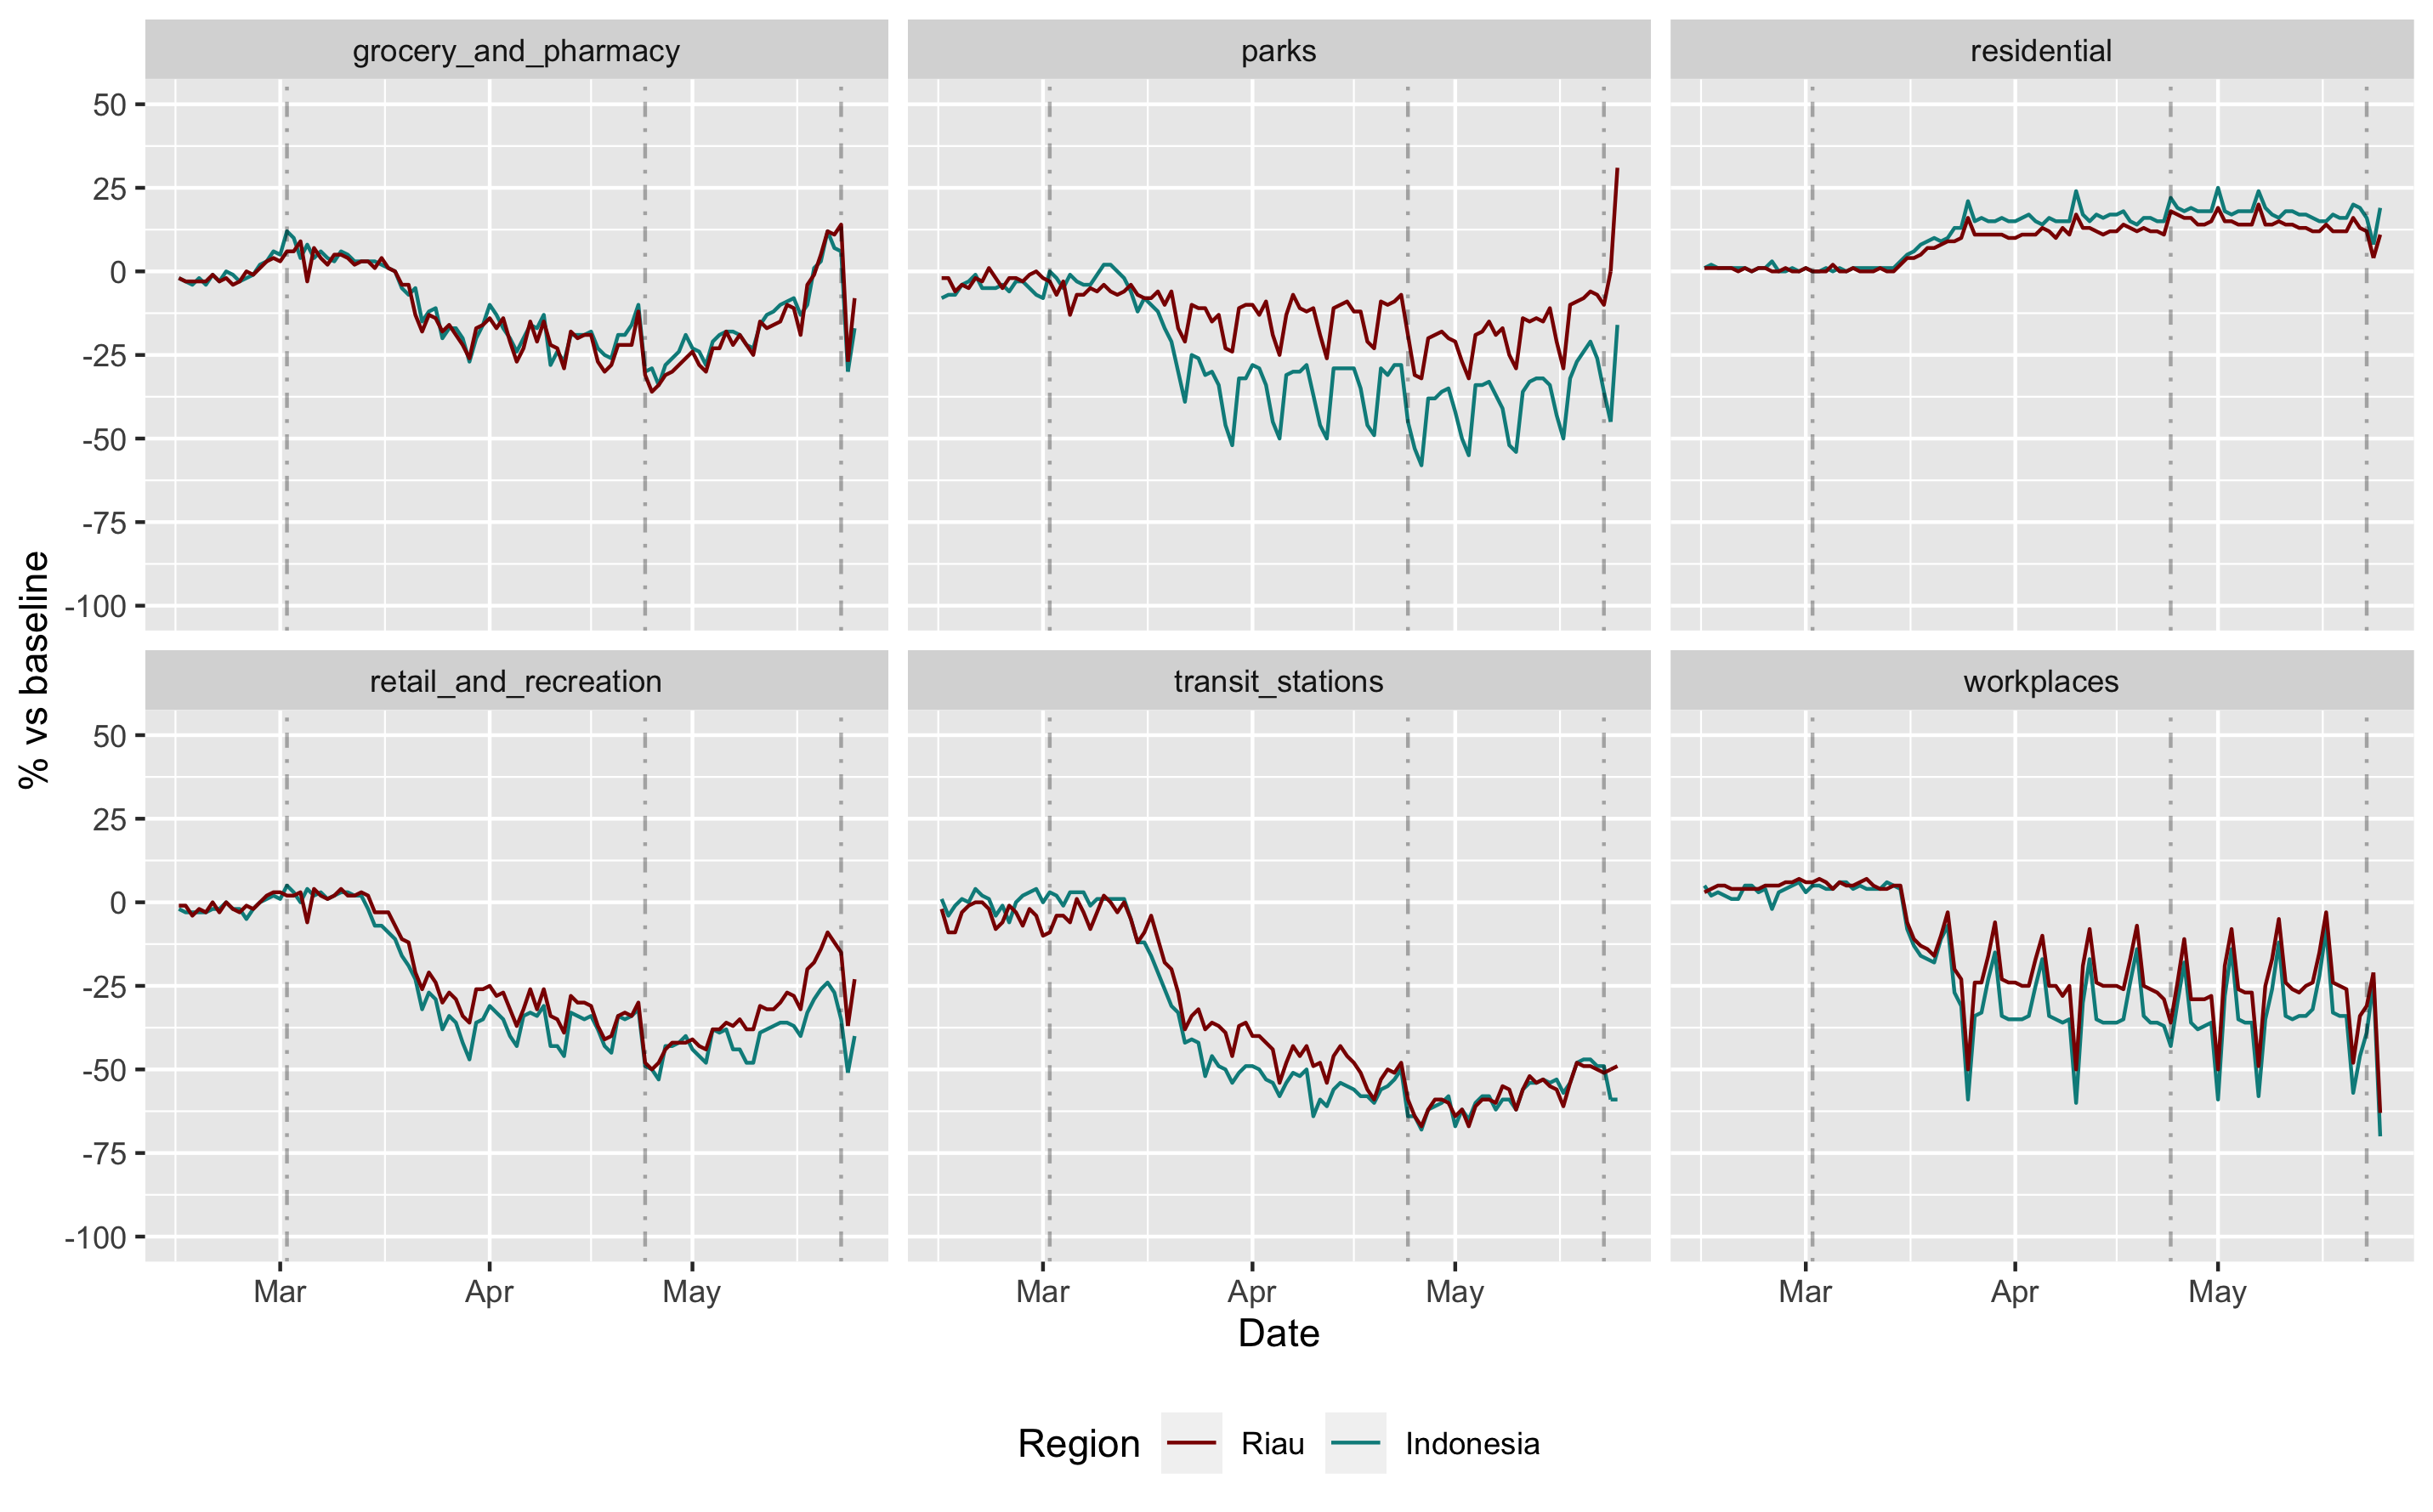 grocery_and_pharmacy
parks
residential
50
25
0
-25
-50
-75
-100
retail_and_recreation
transit_stations
workplaces
50
25
0
-25
-50
-75
-100
% vs baseline
Mar Apr May
Mar Apr May
Mar Apr May
Date
Region Riau Indonesia